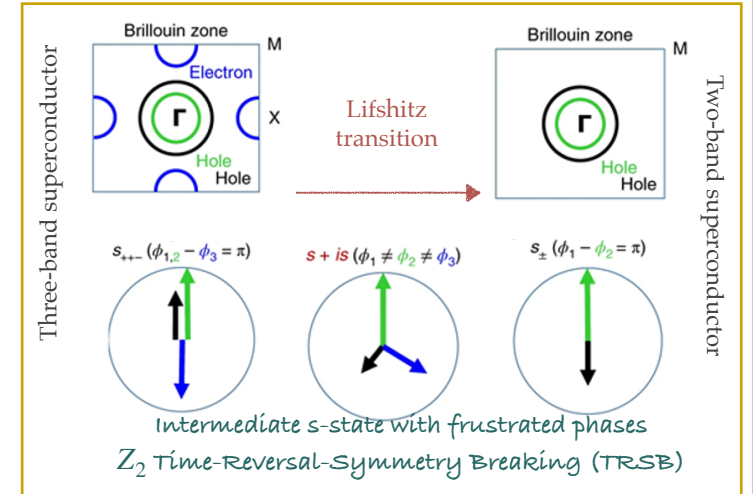 Three-band superconductor
Brillouin zone
M
Electron
Γ
X
Hole
Hole
Lifshitz
transition
Brillouin zone
M
Γ
Hole
Hole
Two-band superconductor
s₊₊₋ (ϕ₁,₂ − ϕ₃ = π)
s + is (ϕ₁ ≠ ϕ₂ ≠ ϕ₃)
s± (ϕ₁ − ϕ₂ = π)
Intermediate s-state with frustrated phases
Z₂ Time-Reversal-Symmetry Breaking (TRSB)